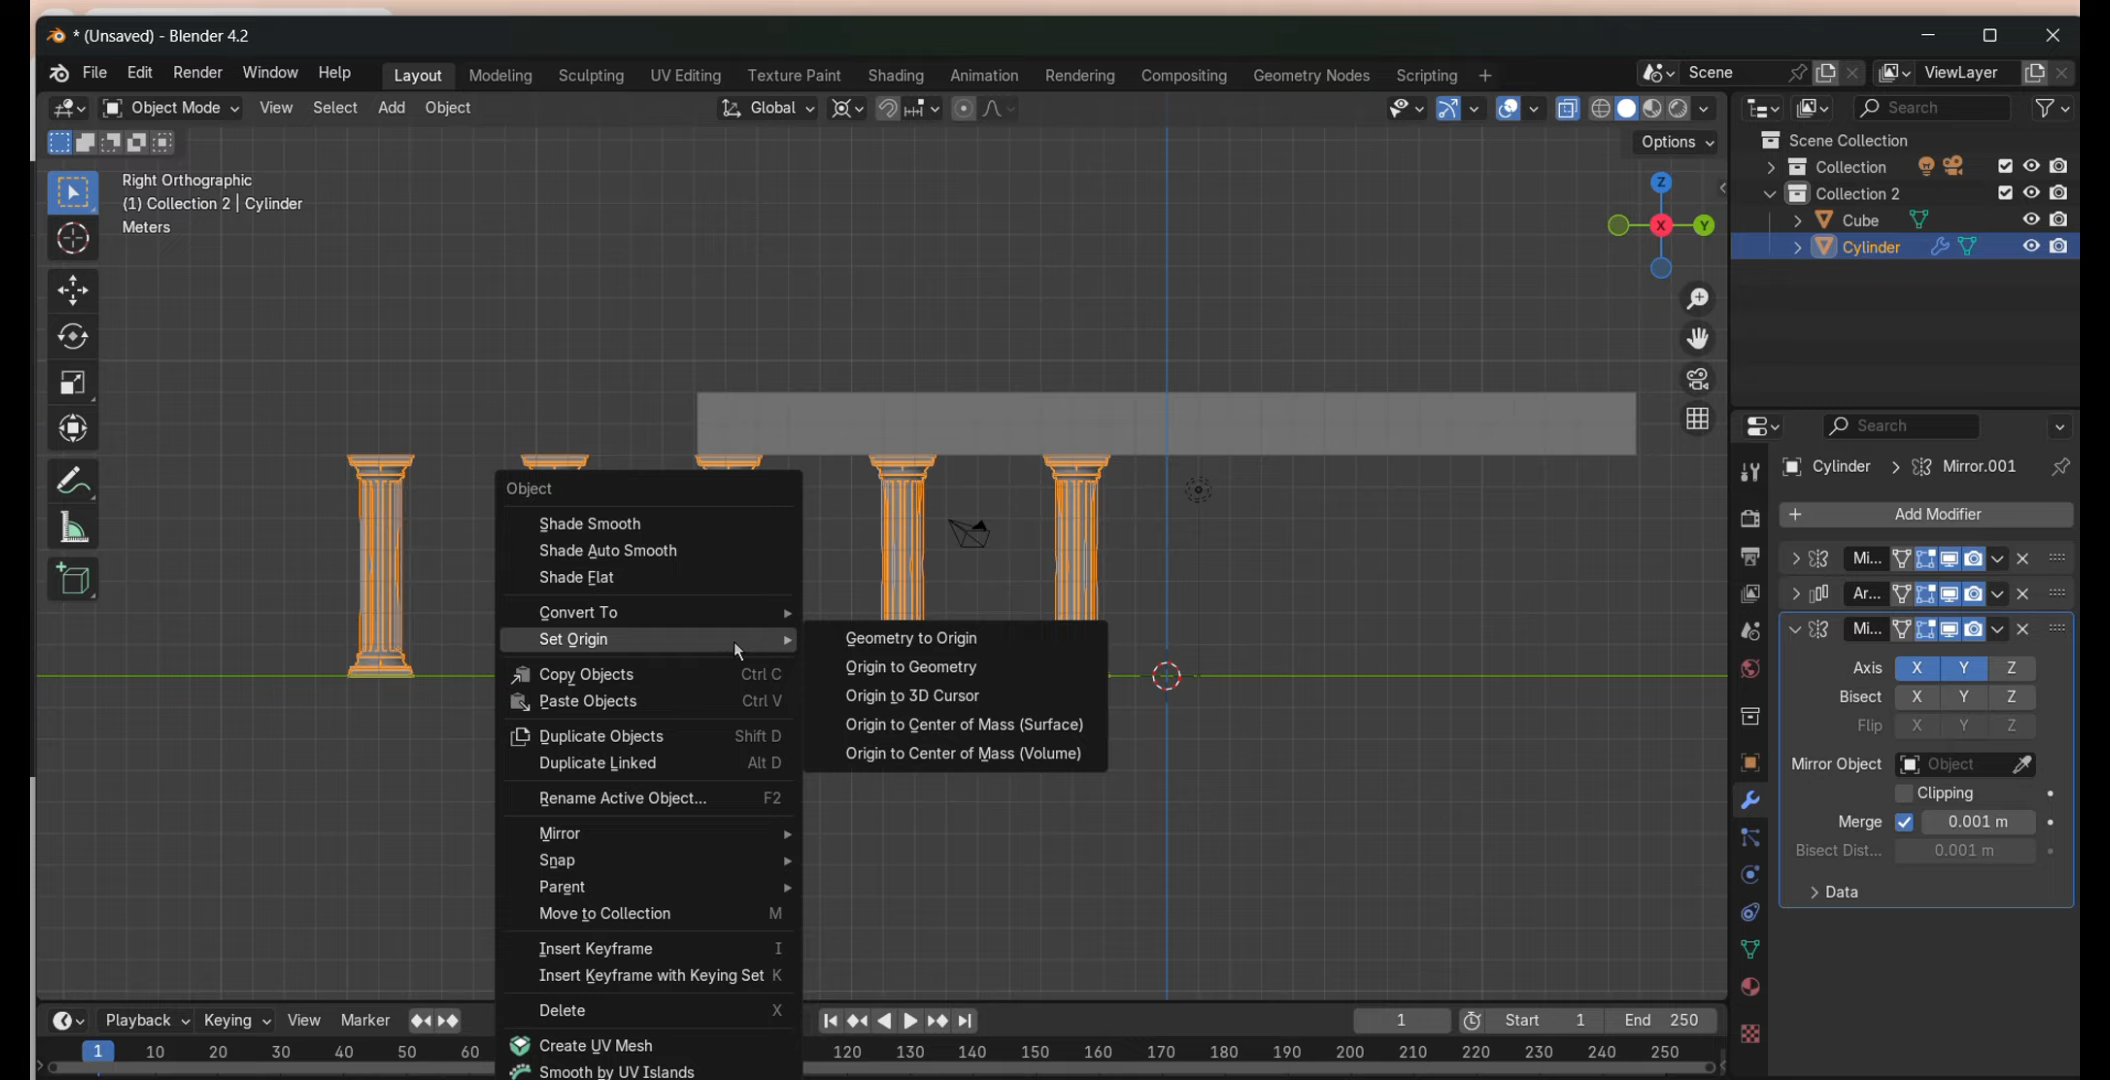 * (Unsaved) - Blender 4.2
File Edit Render Window Help Layout Modeling Sculpting UV Editing Texture Paint Shading Animation Rendering Compositing Geometry Nodes Scripting + Scene ViewLayer
Object Mode View Select Add Object Global Search
Options
Right Orthographic
(1) Collection 2 | Cylinder
Meters
Z
X
Y
Scene Collection
Collection
Collection 2
Cube
Cylinder
Search
Cylinder > Mirror.001
+ Add Modifier
Mi...
Ar...
Mi...
Axis X Y Z
Bisect X Y Z
Flip X Y Z
Mirror Object Object
Clipping
Merge 0.001 m
Bisect Dist... 0.001 m
> Data
Object
Shade Smooth
Shade Auto Smooth
Shade Flat
Convert To
Set Origin
Copy Objects Ctrl C
Paste Objects Ctrl V
Duplicate Objects Shift D
Duplicate Linked Alt D
Rename Active Object... F2
Mirror
Snap
Parent
Move to Collection M
Insert Keyframe I
Insert Keyframe with Keying Set K
Delete X
Create UV Mesh
Smooth by UV Islands
Geometry to Origin
Origin to Geometry
Origin to 3D Cursor
Origin to Center of Mass (Surface)
Origin to Center of Mass (Volume)
Playback Keying View Marker 1 Start 1 End 250
1 10 20 30 40 50 60 120 130 140 150 160 170 180 190 200 210 220 230 240 250